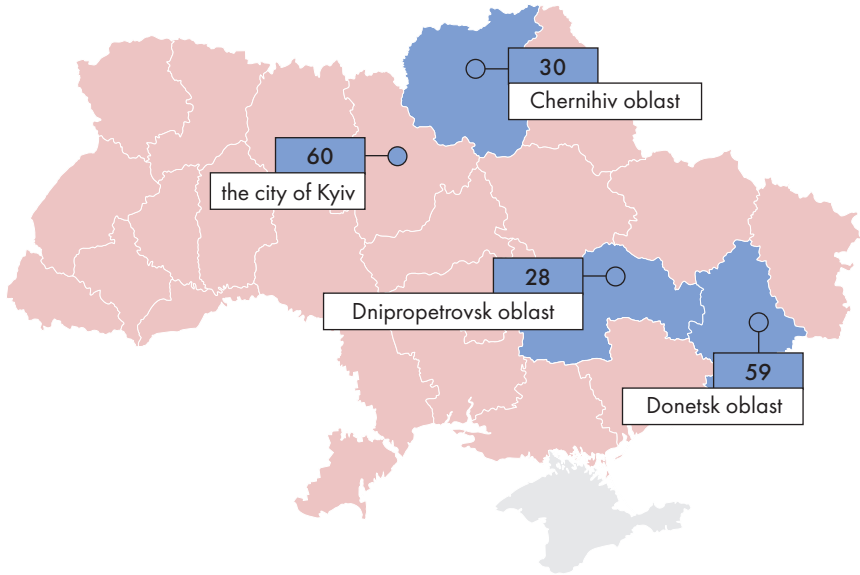 30
Chernihiv oblast
60
the city of Kyiv
28
Dnipropetrovsk oblast
59
Donetsk oblast